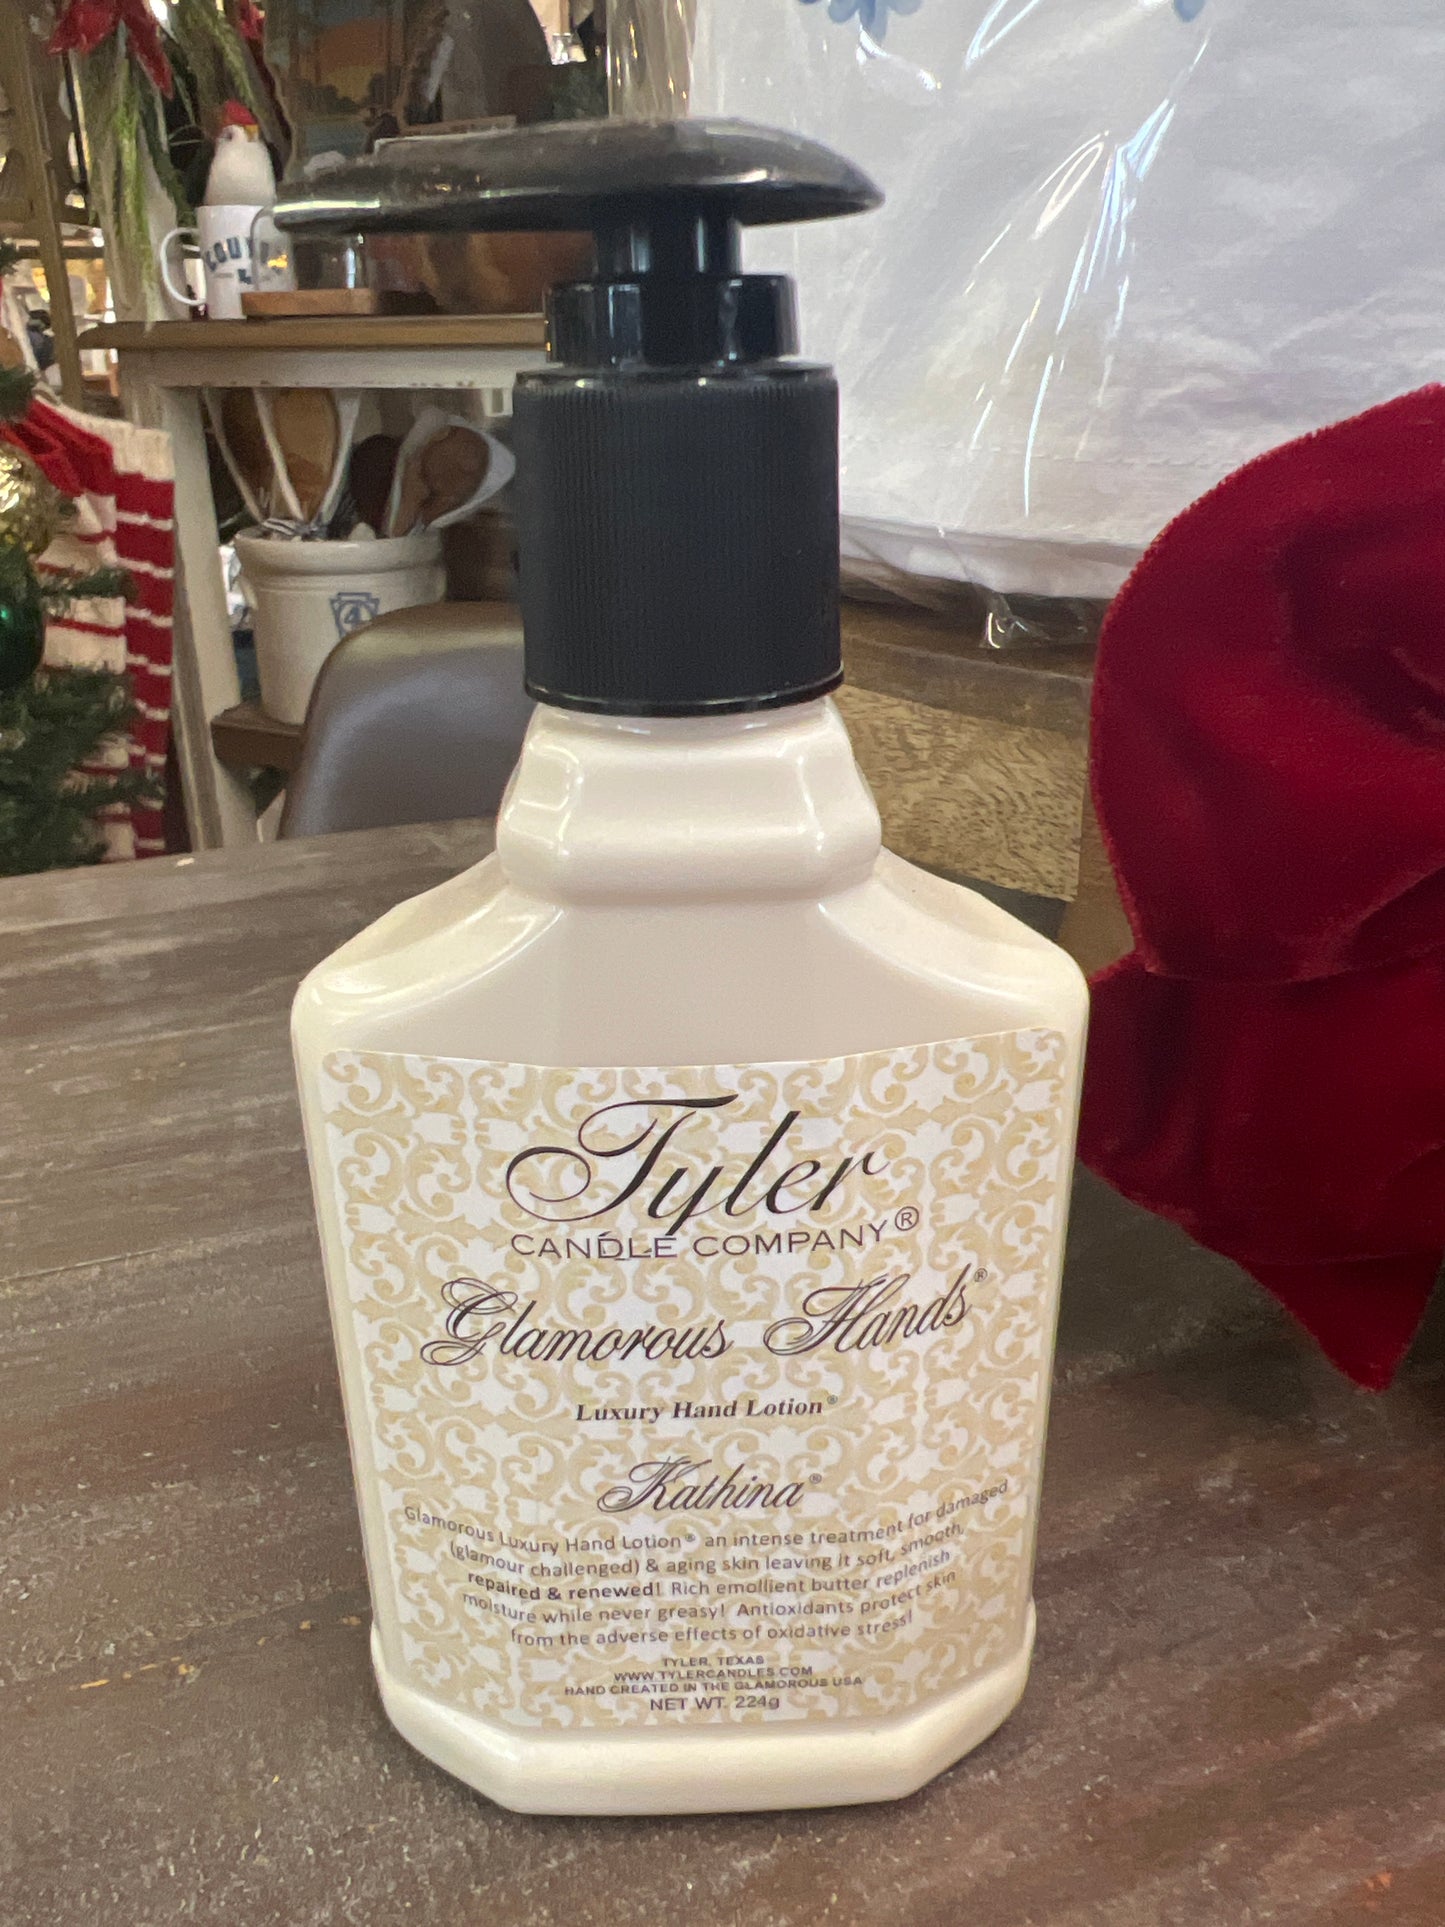 Tyler
CANDLE COMPANY®
Glamorous Hands®
Luxury Hand Lotion®
Kathina®
Glamorous Luxury Hand Lotion® an intense treatment for damaged
(glamour challenged) & aging skin leaving it soft, smooth,
repaired & renewed! Rich emollient butter replenish
moisture while never greasy! Antioxidants protect skin
from the adverse effects of oxidative stress!
TYLER, TEXAS
WWW.TYLERCANDLES.COM
HAND CREATED IN THE GLAMOROUS USA
NET WT. 224g
4